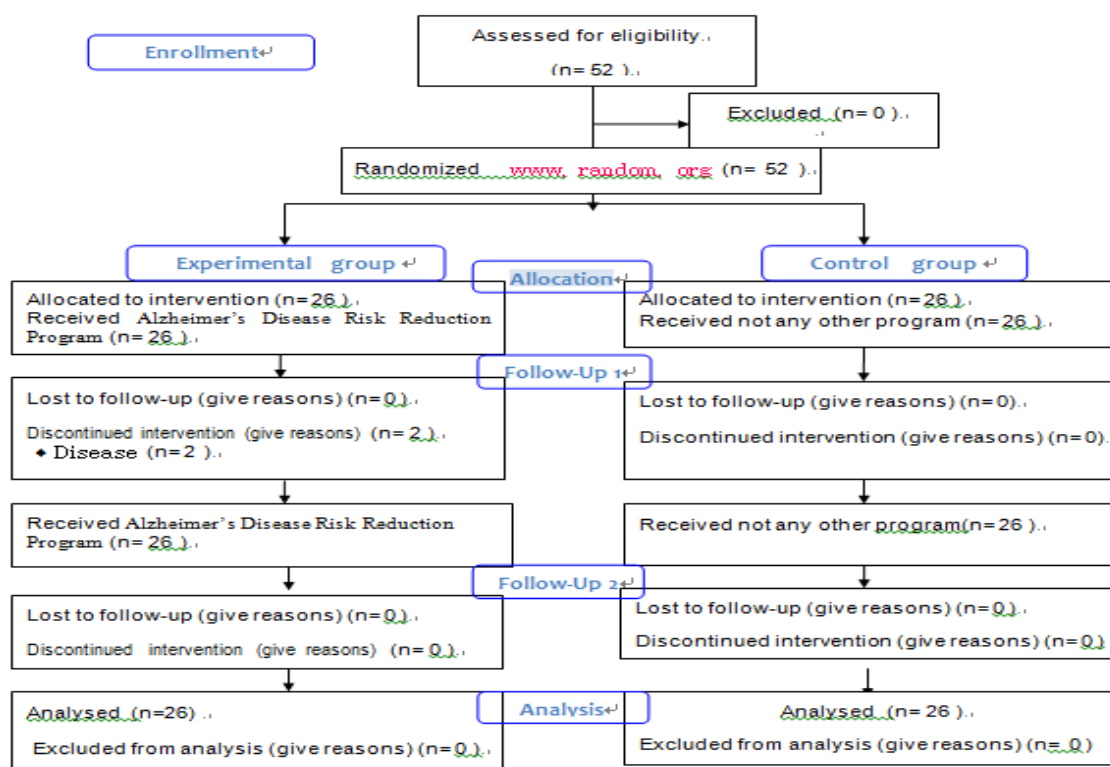 Enrollment
Assessed for eligibility.
(n= 52 ).
Excluded (n= 0 ).
Randomized www, random, org (n= 52 ).
Experimental group
Allocation
Control group
Allocated to intervention (n=26 ).
Received Alzheimer's Disease Risk Reduction
Program (n= 26 ).
Allocated to intervention (n=26 ).
Received not any other program (n=26 ).
Follow-Up 1
Lost to follow-up (give reasons) (n=0 ).
Discontinued intervention (give reasons) (n=2 ).
◆ Disease (n=2 ).
Lost to follow-up (give reasons) (n=0).
Discontinued intervention (give reasons) (n=0).
Received Alzheimer's Disease Risk Reduction
Program (n= 26 ).
Received not any other program(n=26 ).
Follow-Up 2
Lost to follow-up (give reasons) (n=0 ).
Discontinued intervention (give reasons) (n= 0 ).
Lost to follow-up (give reasons) (n=0 ).
Discontinued intervention (give reasons) (n=0 )
Analysis
Analysed (n=26) .
Excluded from analysis (give reasons) (n=0 ).
Analysed (n= 26 ).
Excluded from analysis (give reasons) (n= 0)